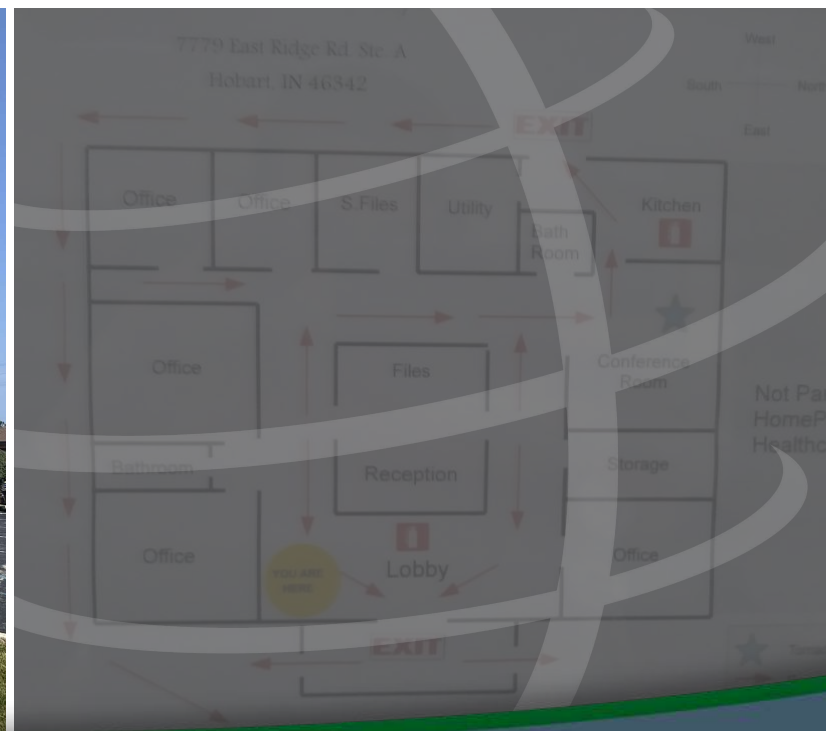 7779 East Ridge Rd. Ste. A
Hobart, IN 46342
West
South
North
East
EXIT
Office
Office
S.Files
Utility
Bath
Room
Kitchen
Office
Files
Conference
Room
Not Par
HomeP
Healthc
Bathroom
Reception
Storage
Office
YOU ARE
HERE
Lobby
Office
EXIT